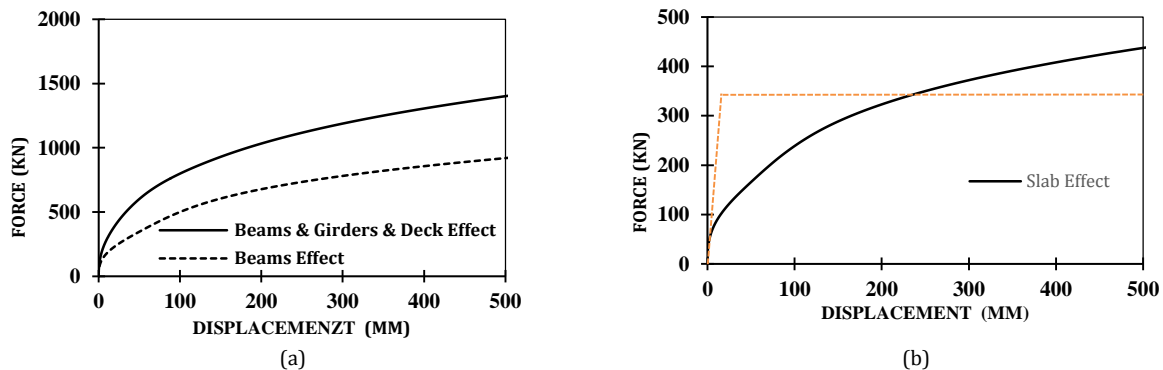 2000
1500
1000
500
0
FORCE (KN)
Beams & Girders & Deck Effect
Beams Effect
0 100 200 300 400 500
DISPLACEMENZT (MM)
(a)
500
400
300
200
100
0
FORCE (KN)
Slab Effect
0 100 200 300 400 500
DISPLACEMENT (MM)
(b)